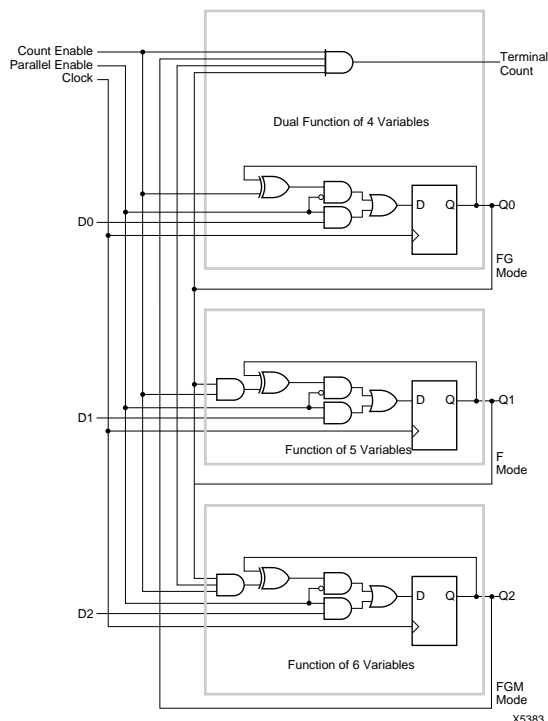 Count Enable
Parallel Enable
Clock
Terminal
Count
Dual Function of 4 Variables
D Q
Q0
D0
FG
Mode
D Q
Q1
D1
Function of 5 Variables
F
Mode
D Q
Q2
D2
Function of 6 Variables
FGM
Mode
X5383